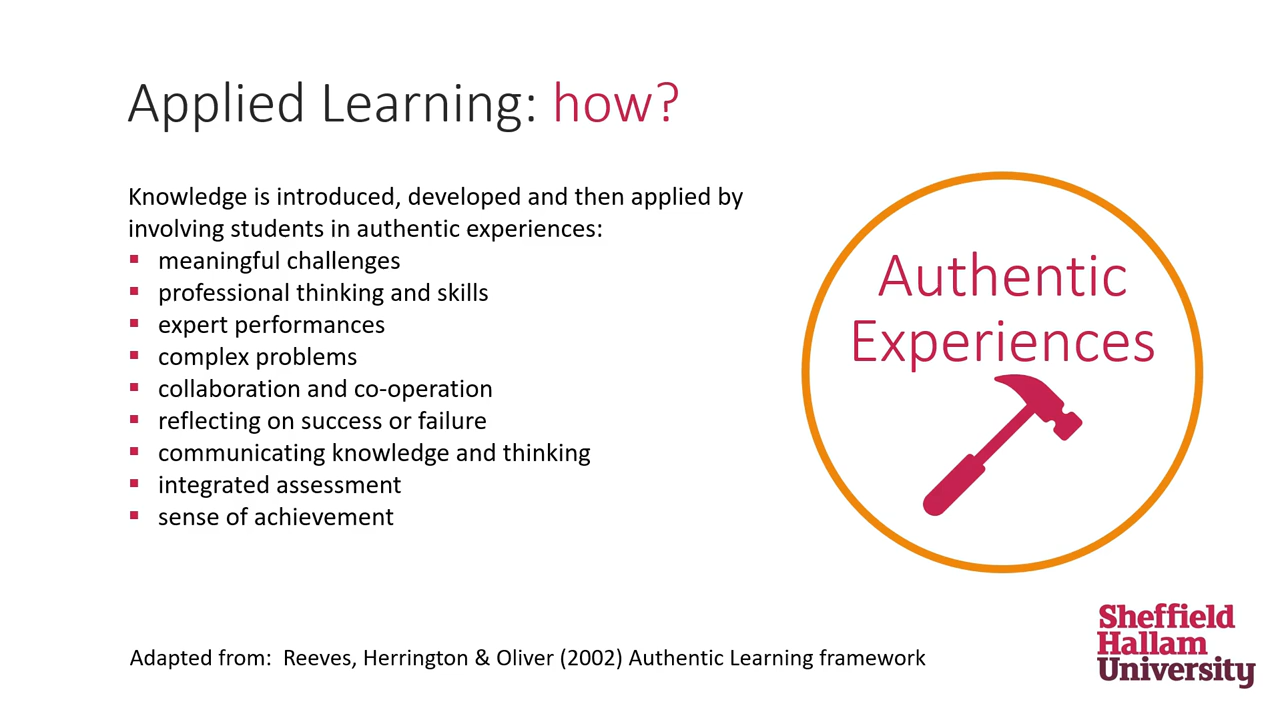 Applied Learning: how?
Knowledge is introduced, developed and then applied by
involving students in authentic experiences:
▪ meaningful challenges
▪ professional thinking and skills
▪ expert performances
▪ complex problems
▪ collaboration and co-operation
▪ reflecting on success or failure
▪ communicating knowledge and thinking
▪ integrated assessment
▪ sense of achievement
Authentic
Experiences
Adapted from: Reeves, Herrington & Oliver (2002) Authentic Learning framework
Sheffield
Hallam
University